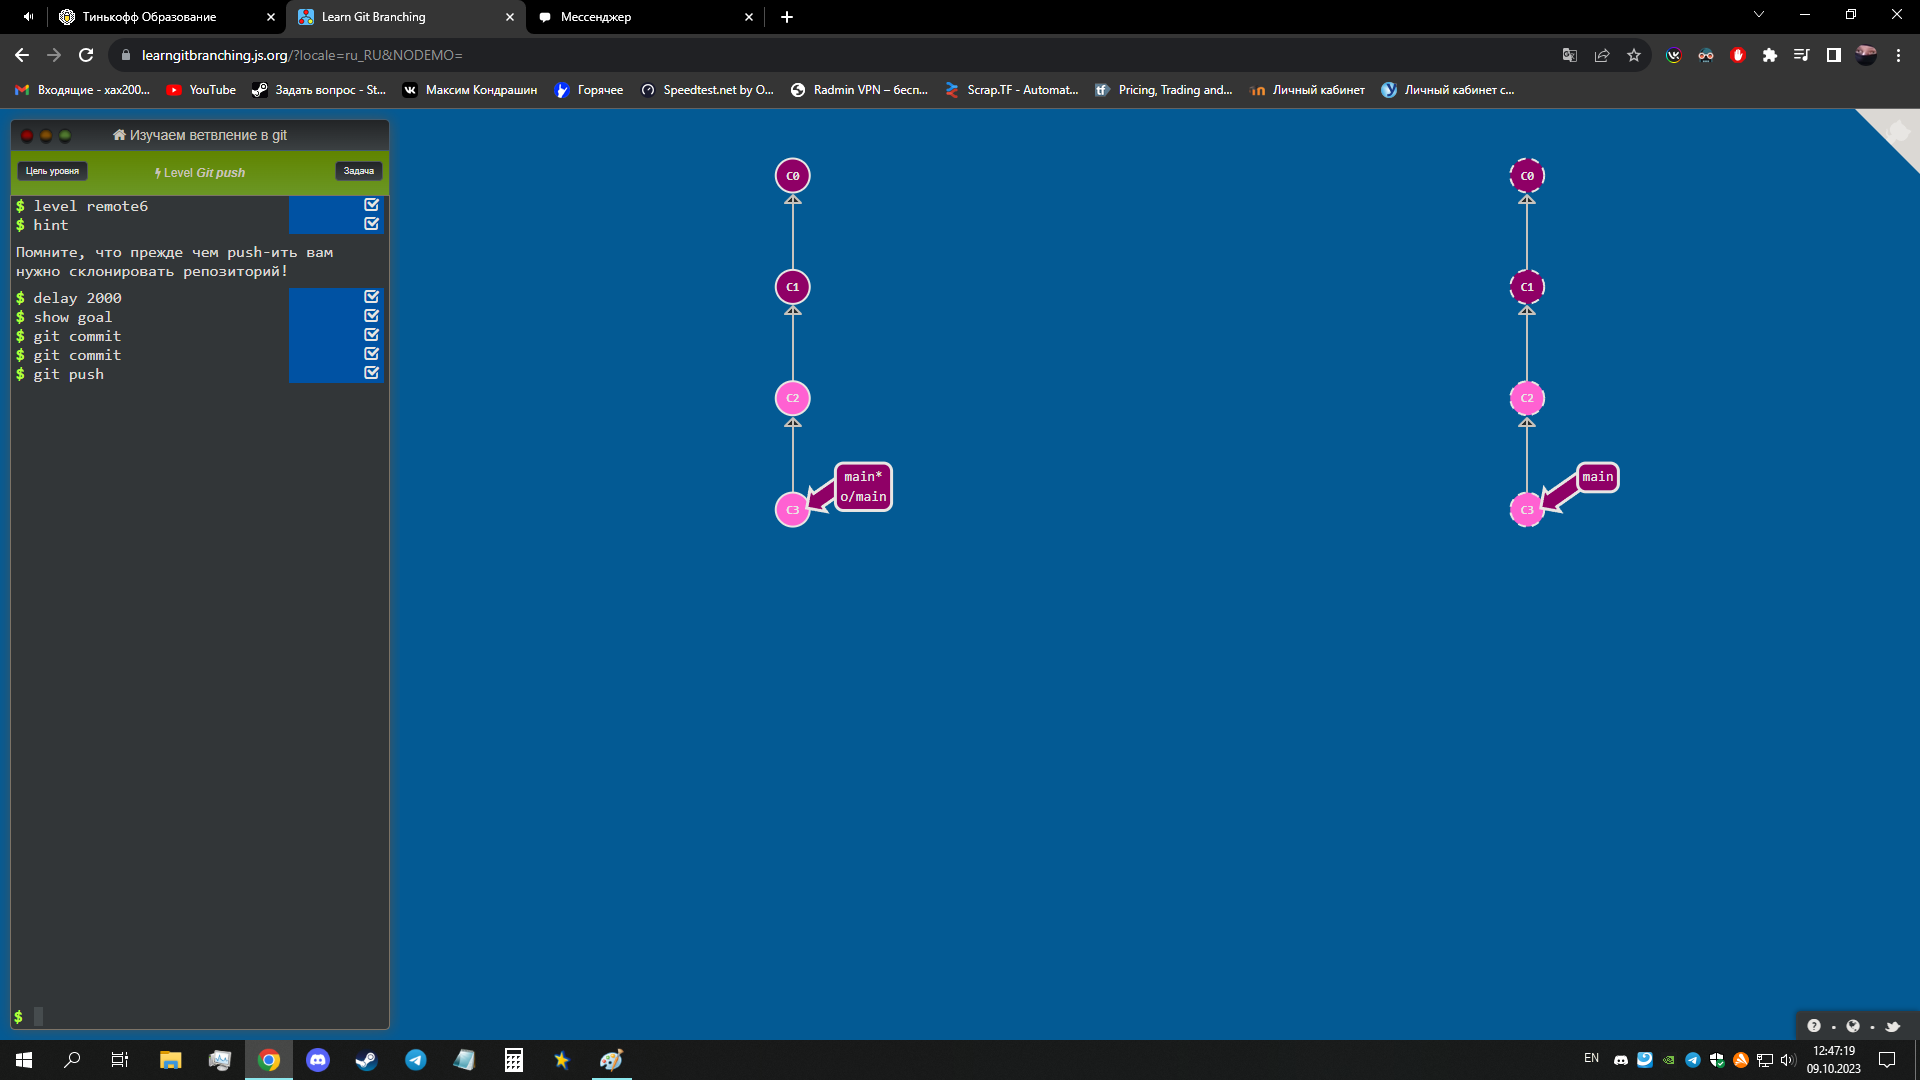 Тинькофф Образование
Learn Git Branching
Мессенджер
learngitbranching.js.org/?locale=ru_RU&NODEMO=
Входящие - xax200...
YouTube
Задать вопрос - St...
Максим Кондрашин
Горячее
Speedtest.net by O...
Radmin VPN – бесп...
Scrap.TF - Automat...
Pricing, Trading and...
Личный кабинет
Личный кабинет с...
Изучаем ветвление в git
Цель уровня
Level Git push
Задача
$ level remote6
$ hint
Помните, что прежде чем push-ить вам
нужно склонировать репозиторий!
$ delay 2000
$ show goal
$ git commit
$ git commit
$ git push
$
C0
C1
C2
C3
main*
o/main
C0
C1
C2
C3
main
EN
12:47:19
09.10.2023